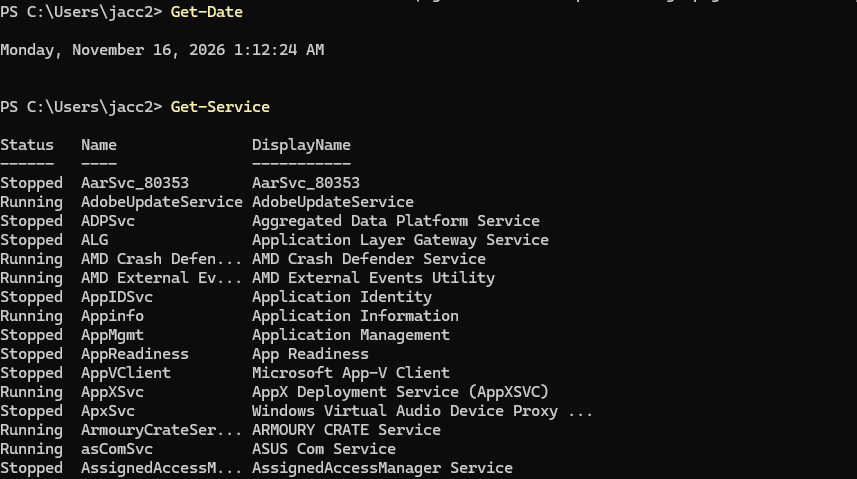 PS C:\Users\jacc2> Get-Date
Monday, November 16, 2026 1:12:24 AM
PS C:\Users\jacc2> Get-Service
Status   Name               DisplayName
------   ----               -----------
Stopped  AarSvc_80353       AarSvc_80353
Running  AdobeUpdateService AdobeUpdateService
Stopped  ADPSvc             Aggregated Data Platform Service
Stopped  ALG                Application Layer Gateway Service
Running  AMD Crash Defen... AMD Crash Defender Service
Running  AMD External Ev... AMD External Events Utility
Stopped  AppIDSvc           Application Identity
Running  Appinfo            Application Information
Stopped  AppMgmt            Application Management
Stopped  AppReadiness       App Readiness
Stopped  AppVClient         Microsoft App-V Client
Running  AppXSvc            AppX Deployment Service (AppXSVC)
Stopped  ApxSvc             Windows Virtual Audio Device Proxy ...
Running  ArmouryCrateSer... ARMOURY CRATE Service
Running  asComSvc           ASUS Com Service
Stopped  AssignedAccessM... AssignedAccessManager Service